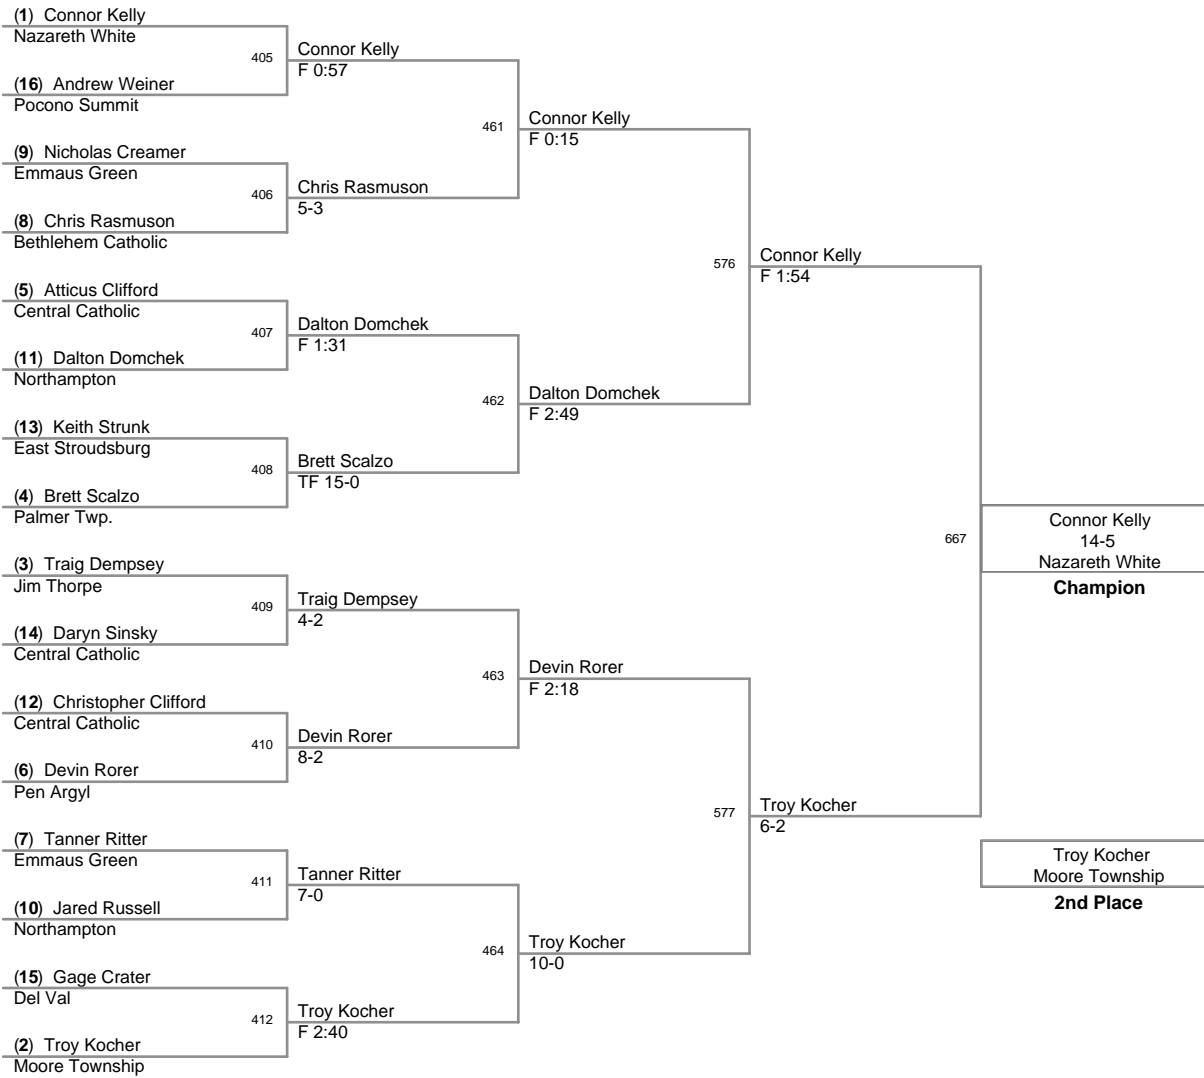 (1) Connor Kelly
Nazareth White
405
(16) Andrew Weiner
Pocono Summit
(9) Nicholas Creamer
Emmaus Green
406
(8) Chris Rasmuson
Bethlehem Catholic
(5) Atticus Clifford
Central Catholic
407
(11) Dalton Domchek
Northampton
(13) Keith Strunk
East Stroudsburg
408
(4) Brett Scalzo
Palmer Twp.
(3) Traig Dempsey
Jim Thorpe
409
(14) Daryn Sinsky
Central Catholic
(12) Christopher Clifford
Central Catholic
410
(6) Devin Rorer
Pen Argyl
(7) Tanner Ritter
Emmaus Green
411
(10) Jared Russell
Northampton
(15) Gage Crater
Del Val
412
(2) Troy Kocher
Moore Township
Connor Kelly
F 0:57
461
Chris Rasmuson
5-3
Dalton Domchek
F 1:31
462
Brett Scalzo
TF 15-0
Traig Dempsey
4-2
463
Devin Rorer
8-2
Tanner Ritter
7-0
464
Troy Kocher
F 2:40
Connor Kelly
F 0:15
576
Dalton Domchek
F 2:49
Devin Rorer
F 2:18
577
Troy Kocher
10-0
Connor Kelly
F 1:54
667
Troy Kocher
6-2
Connor Kelly
14-5
Nazareth White
Champion
Troy Kocher
Moore Township
2nd Place